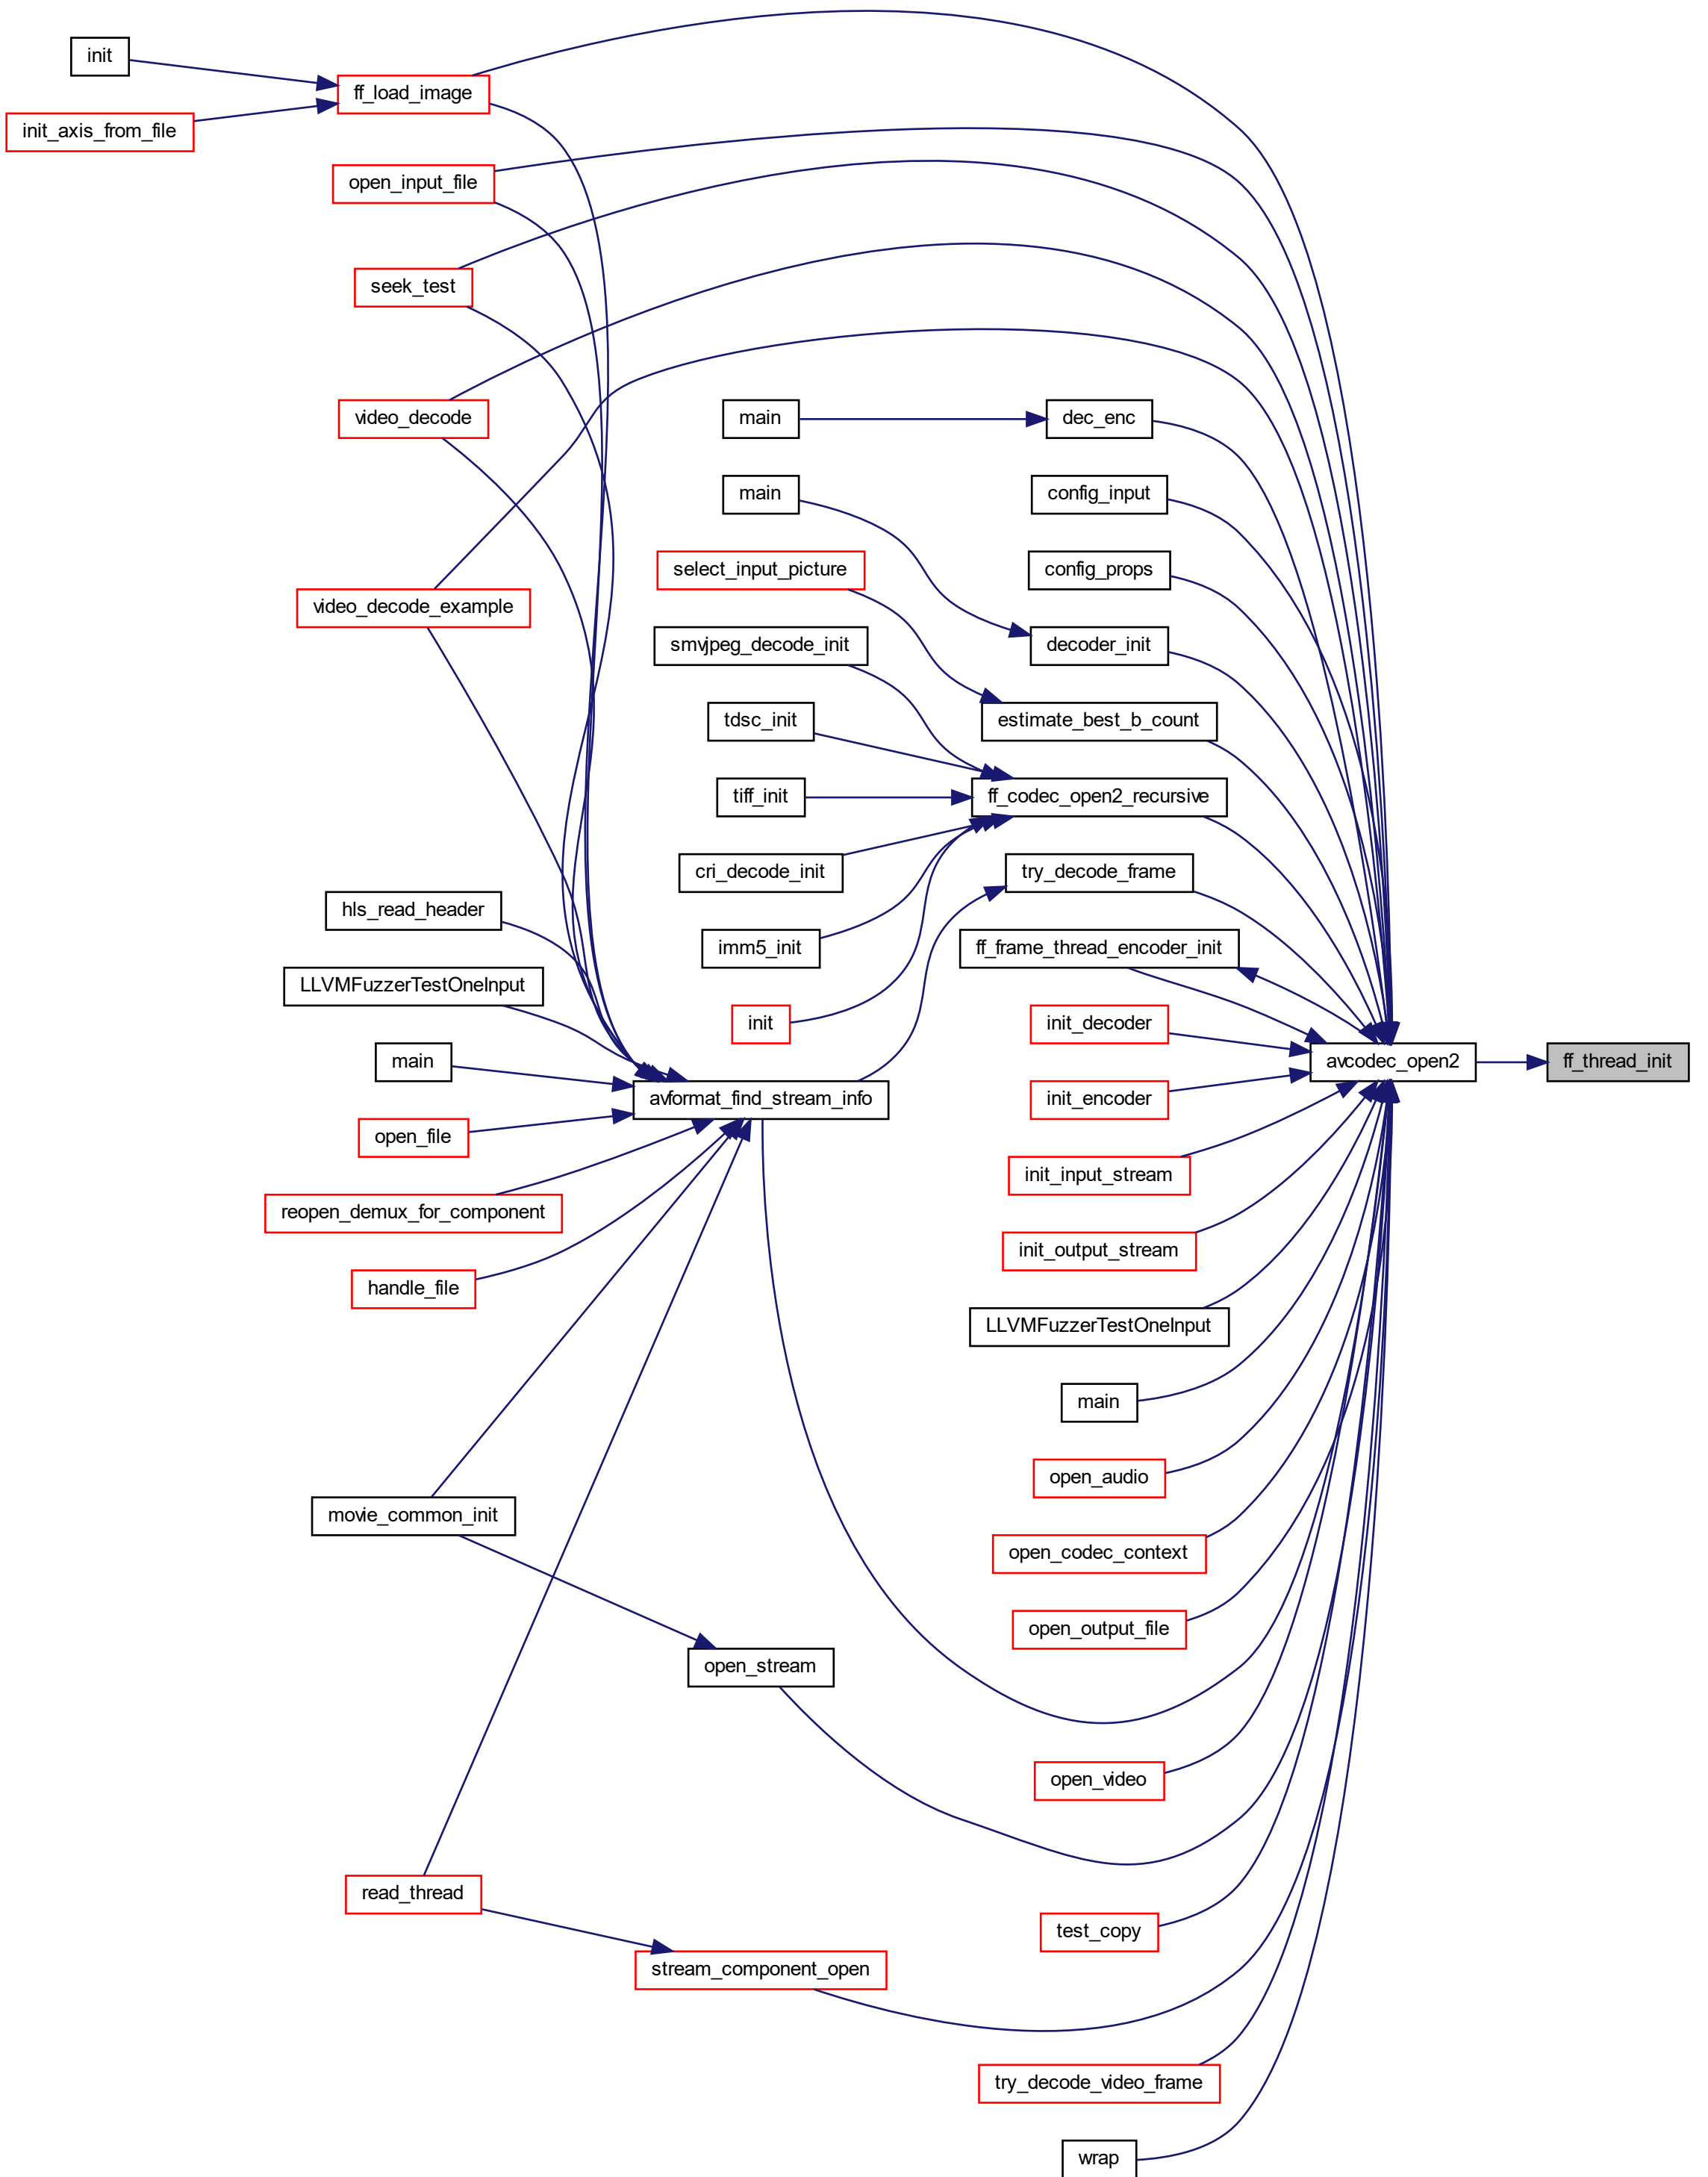 init
ff_load_image
init_axis_from_file
open_input_file
seek_test
video_decode
main
dec_enc
main
config_input
select_input_picture
config_props
video_decode_example
smvjpeg_decode_init
decoder_init
tdsc_init
estimate_best_b_count
tiff_init
ff_codec_open2_recursive
cri_decode_init
try_decode_frame
hls_read_header
imm5_init
ff_frame_thread_encoder_init
LLVMFuzzerTestOneInput
init
init_decoder
main
avcodec_open2
ff_thread_init
avformat_find_stream_info
init_encoder
open_file
init_input_stream
reopen_demux_for_component
init_output_stream
handle_file
LLVMFuzzerTestOneInput
main
open_audio
movie_common_init
open_codec_context
open_output_file
open_stream
open_video
read_thread
test_copy
stream_component_open
try_decode_video_frame
wrap